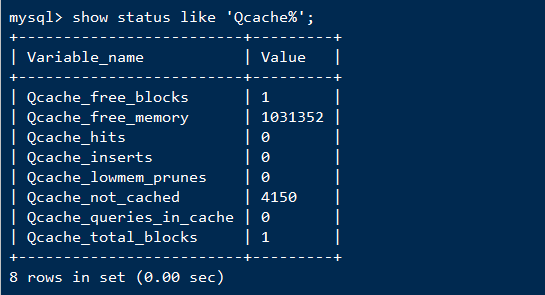 mysql> show status like 'Qcache%';
+-------------------------+---------+
| Variable_name           | Value   |
+-------------------------+---------+
| Qcache_free_blocks      | 1       |
| Qcache_free_memory      | 1031352 |
| Qcache_hits             | 0       |
| Qcache_inserts          | 0       |
| Qcache_lowmem_prunes    | 0       |
| Qcache_not_cached       | 4150    |
| Qcache_queries_in_cache | 0       |
| Qcache_total_blocks     | 1       |
+-------------------------+---------+
8 rows in set (0.00 sec)